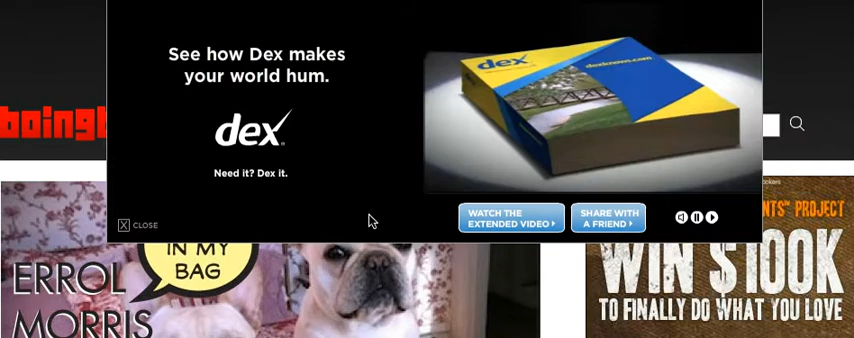 See how Dex makes
your world hum.
dex
Need it? Dex it.
X CLOSE
dex
dexknows.com
WATCH THE
EXTENDED VIDEO
SHARE WITH
A FRIEND
boingb
IN MY
BAG
ERROL
MORRIS
PROJECT
WIN $100K
TO FINALLY DO WHAT YOU LOVE